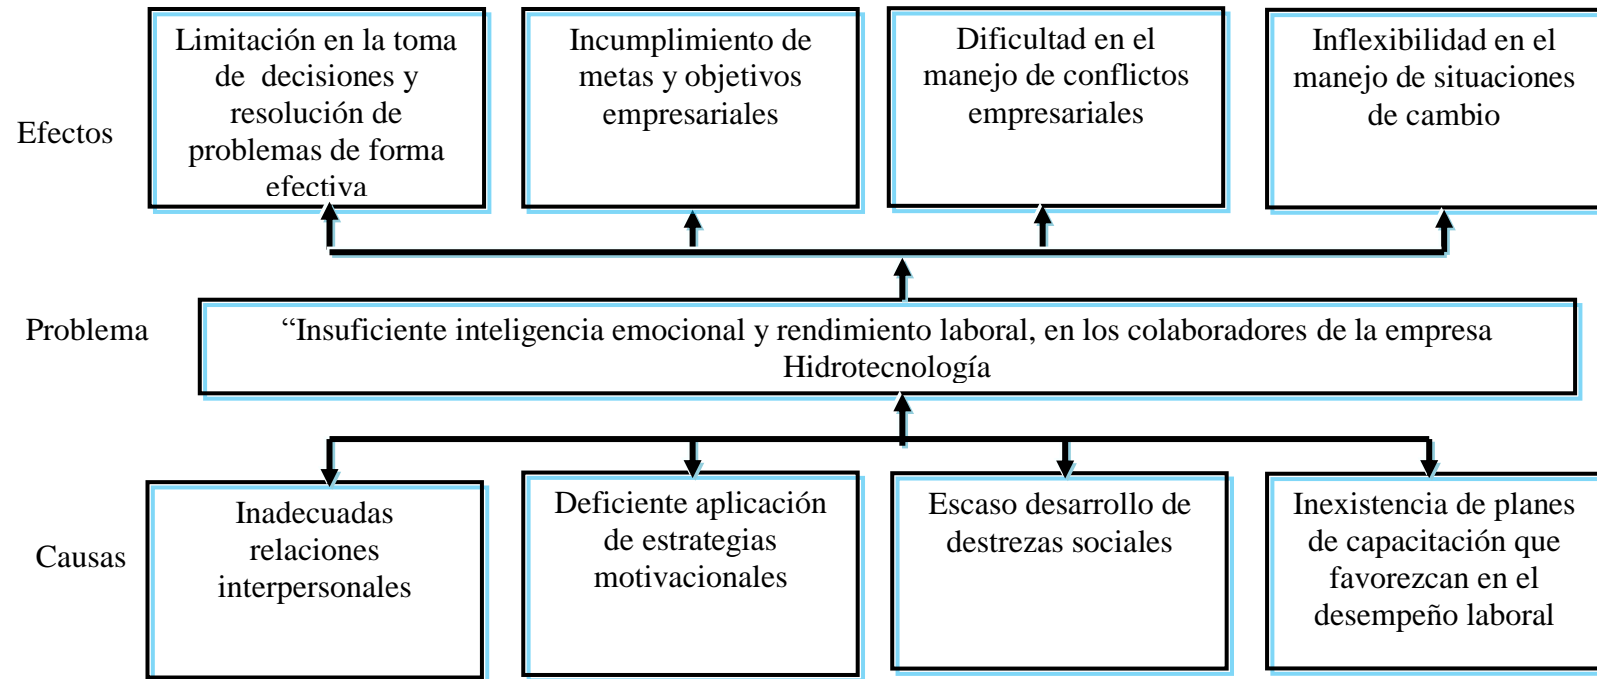 Efectos
Limitación en la toma
de decisiones y
resolución de
problemas de forma
efectiva
Incumplimiento de
metas y objetivos
empresariales
Dificultad en el
manejo de conflictos
empresariales
Inflexibilidad en el
manejo de situaciones
de cambio
Problema
“Insuficiente inteligencia emocional y rendimiento laboral, en los colaboradores de la empresa
Hidrotecnología
Causas
Inadecuadas
relaciones
interpersonales
Deficiente aplicación
de estrategias
motivacionales
Escaso desarrollo de
destrezas sociales
Inexistencia de planes
de capacitación que
favorezcan en el
desempeño laboral